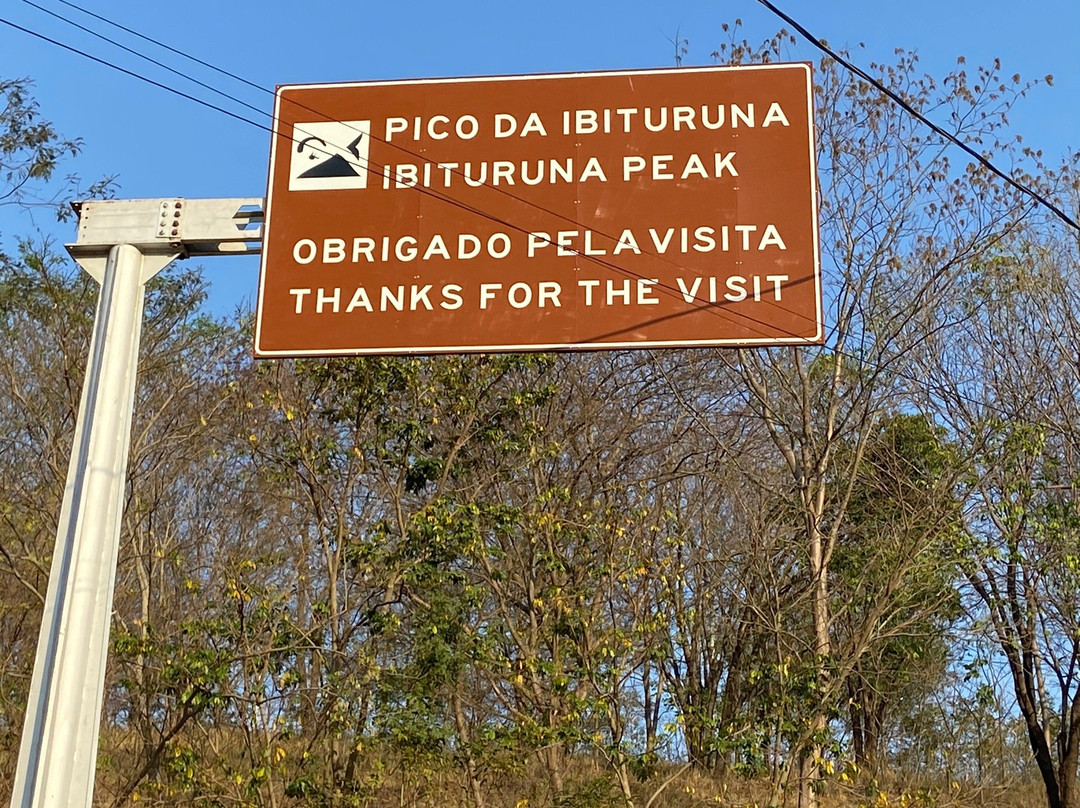 PICO DA IBITURUNA
IBITURUNA PEAK
OBRIGADO PELA VISITA
THANKS FOR THE VISIT